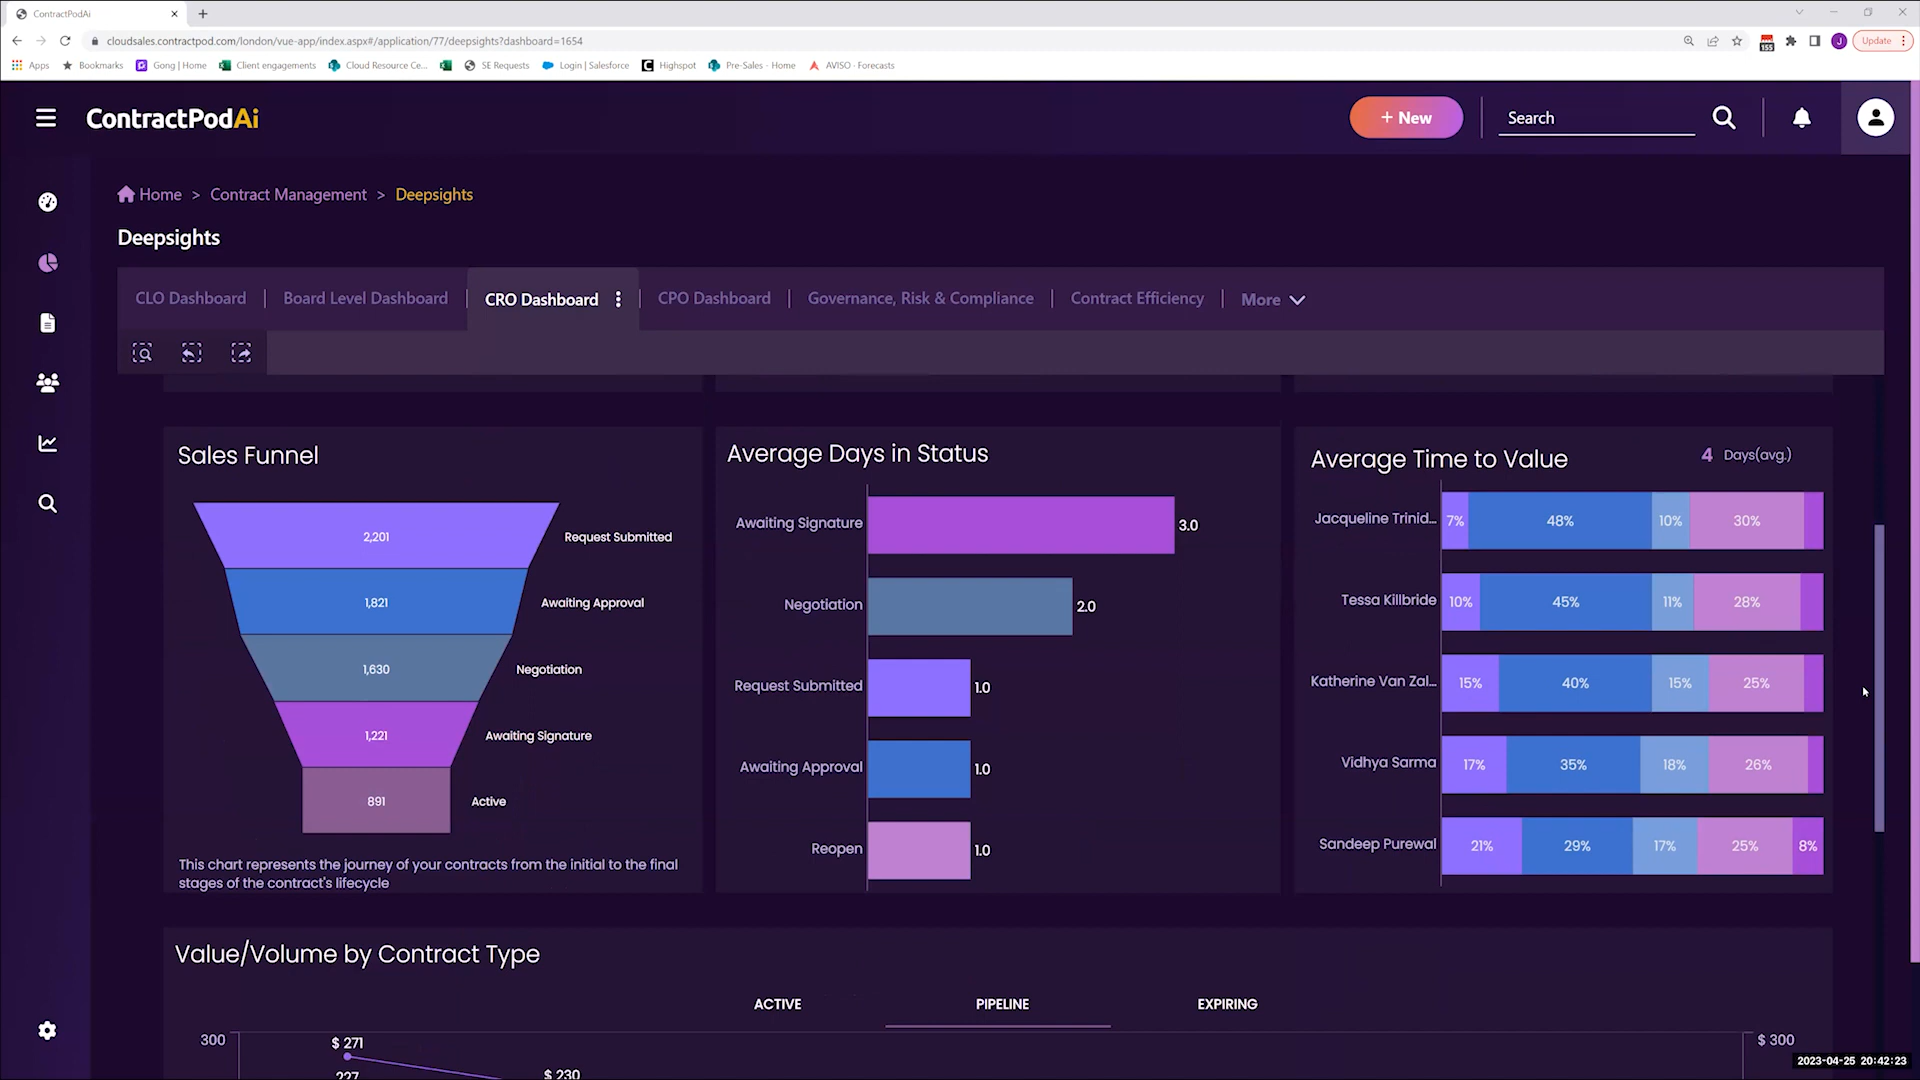 ContractPodAi
cloudsales.contractpod.com/london/vue-app/index.aspx#/application/77/deepsights?dashboard=1654
155
J
Update
Apps
Bookmarks
Gong | Home
Client engagements
Cloud Resource Ce...
SE Requests
Login | Salesforce
Highspot
Pre-Sales - Home
AVISO - Forecasts
ContractPodAi
+ New
Search
Home > Contract Management > Deepsights
Deepsights
CLO Dashboard
Board Level Dashboard
CRO Dashboard
CPO Dashboard
Governance, Risk & Compliance
Contract Efficiency
More
Sales Funnel
2,201 Request Submitted
1,821 Awaiting Approval
1,630 Negotiation
1,221 Awaiting Signature
891 Active
This chart represents the journey of your contracts from the initial to the final
stages of the contract's lifecycle
Average Days in Status
Awaiting Signature 3.0
Negotiation 2.0
Request Submitted 1.0
Awaiting Approval 1.0
Reopen 1.0
Average Time to Value
4 Days(avg.)
Jacqueline Trinid... 7% 48% 10% 30%
Tessa Killbride 10% 45% 11% 28%
Katherine Van Zal... 15% 40% 15% 25%
Vidhya Sarma 17% 35% 18% 26%
Sandeep Purewal 21% 29% 17% 25% 8%
Value/Volume by Contract Type
ACTIVE
PIPELINE
EXPIRING
300
$ 271
227
$ 230
$ 300
2023-04-25 20:42:23